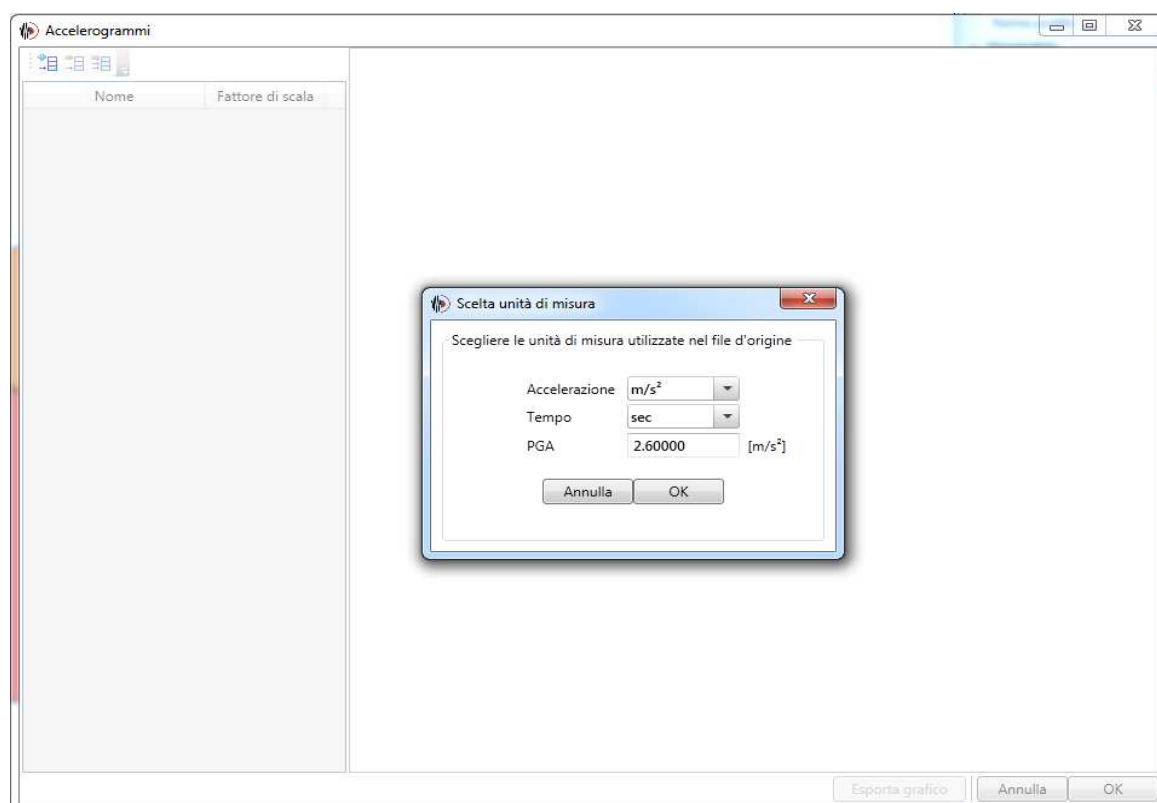 Accelerogrammi
Nome Fattore di scala
Scelta unità di misura
Scegliere le unità di misura utilizzate nel file d'origine
Accelerazione m/s²
Tempo sec
PGA 2.60000 [m/s²]
Annulla OK
Esporta grafico Annulla OK